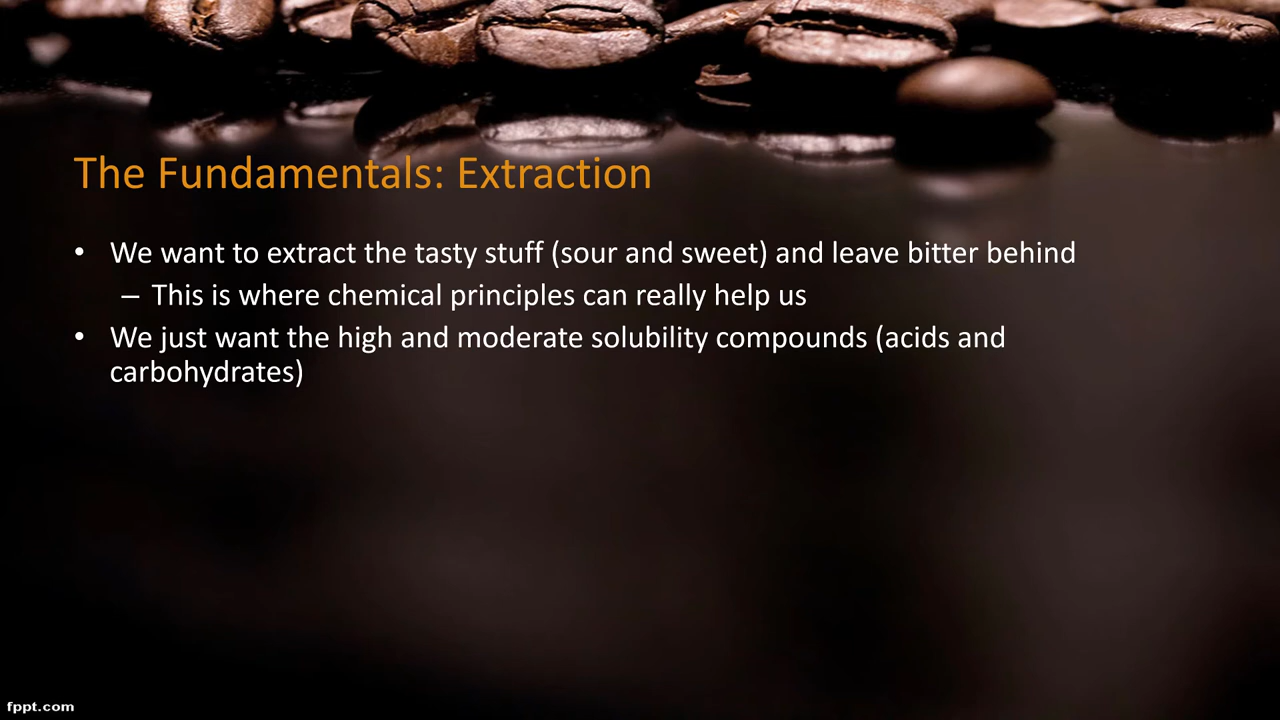 The Fundamentals: Extraction
• We want to extract the tasty stuff (sour and sweet) and leave bitter behind
– This is where chemical principles can really help us
• We just want the high and moderate solubility compounds (acids and
carbohydrates)
fppt.com